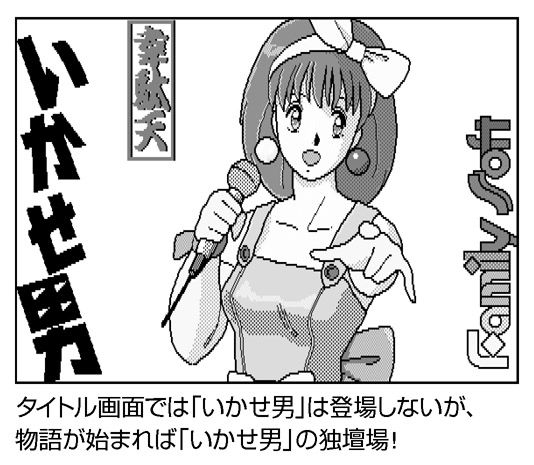 韋駄天
いかせ男
Family Soft
タイトル画面では「いかせ男」は登場しないが、
物語が始まれば「いかせ男」の独壇場!